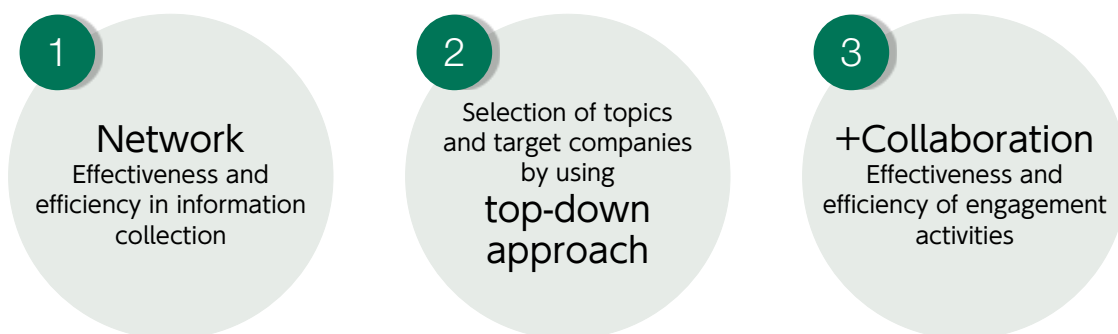 1
Network
Effectiveness and
efficiency in information
collection
2
Selection of topics
and target companies
by using
top-down
approach
3
+Collaboration
Effectiveness and
efficiency of engagement
activities